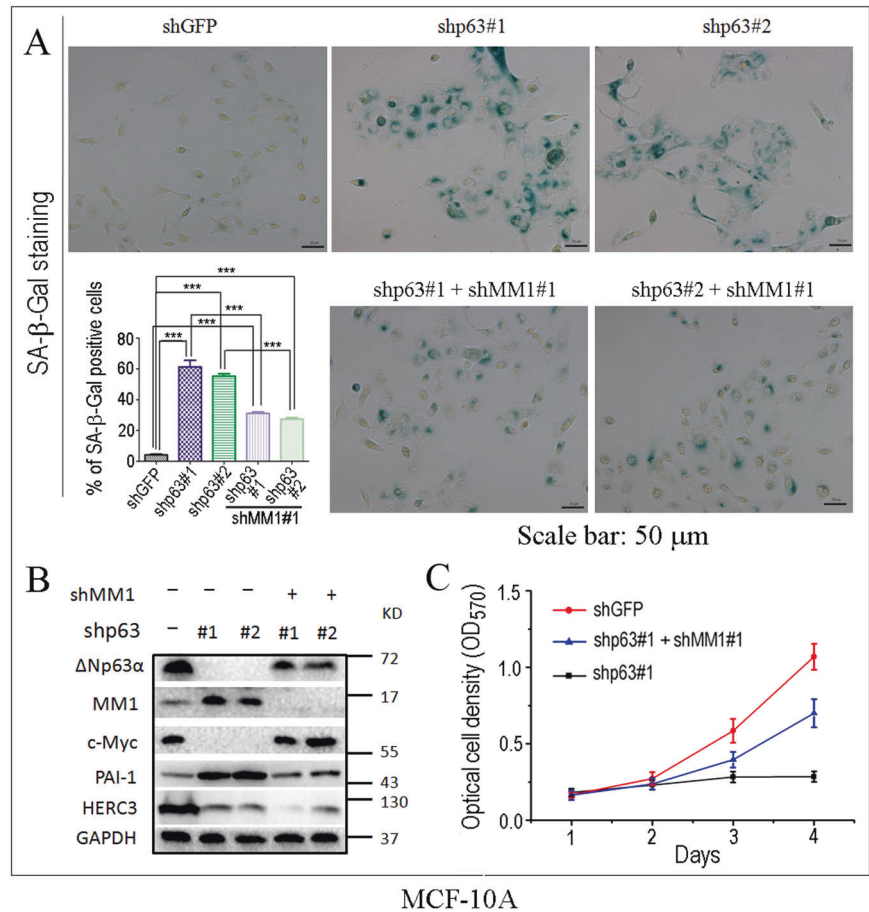 A
shGFP
shp63#1
shp63#2
SA-β-Gal staining
shp63#1 + shMM1#1
shp63#2 + shMM1#1
% of SA-β-Gal positive cells
80
60
40
20
0
***
***
***
***
***
***
shGFP
shp63#1
shp63#2
shp63 #1
shp63 #2
shMM1#1
Scale bar: 50 μm
B
shMM1 – – – + +
KD
shp63 – #1 #2 #1 #2
ΔNp63α
72
MM1
17
c-Myc
55
PAI-1
43
HERC3
130
GAPDH
37
C
Optical cell density (OD570)
1.5
1.0
0.5
0.0
shGFP
shp63#1 + shMM1#1
shp63#1
1 2 3 4
Days
MCF-10A